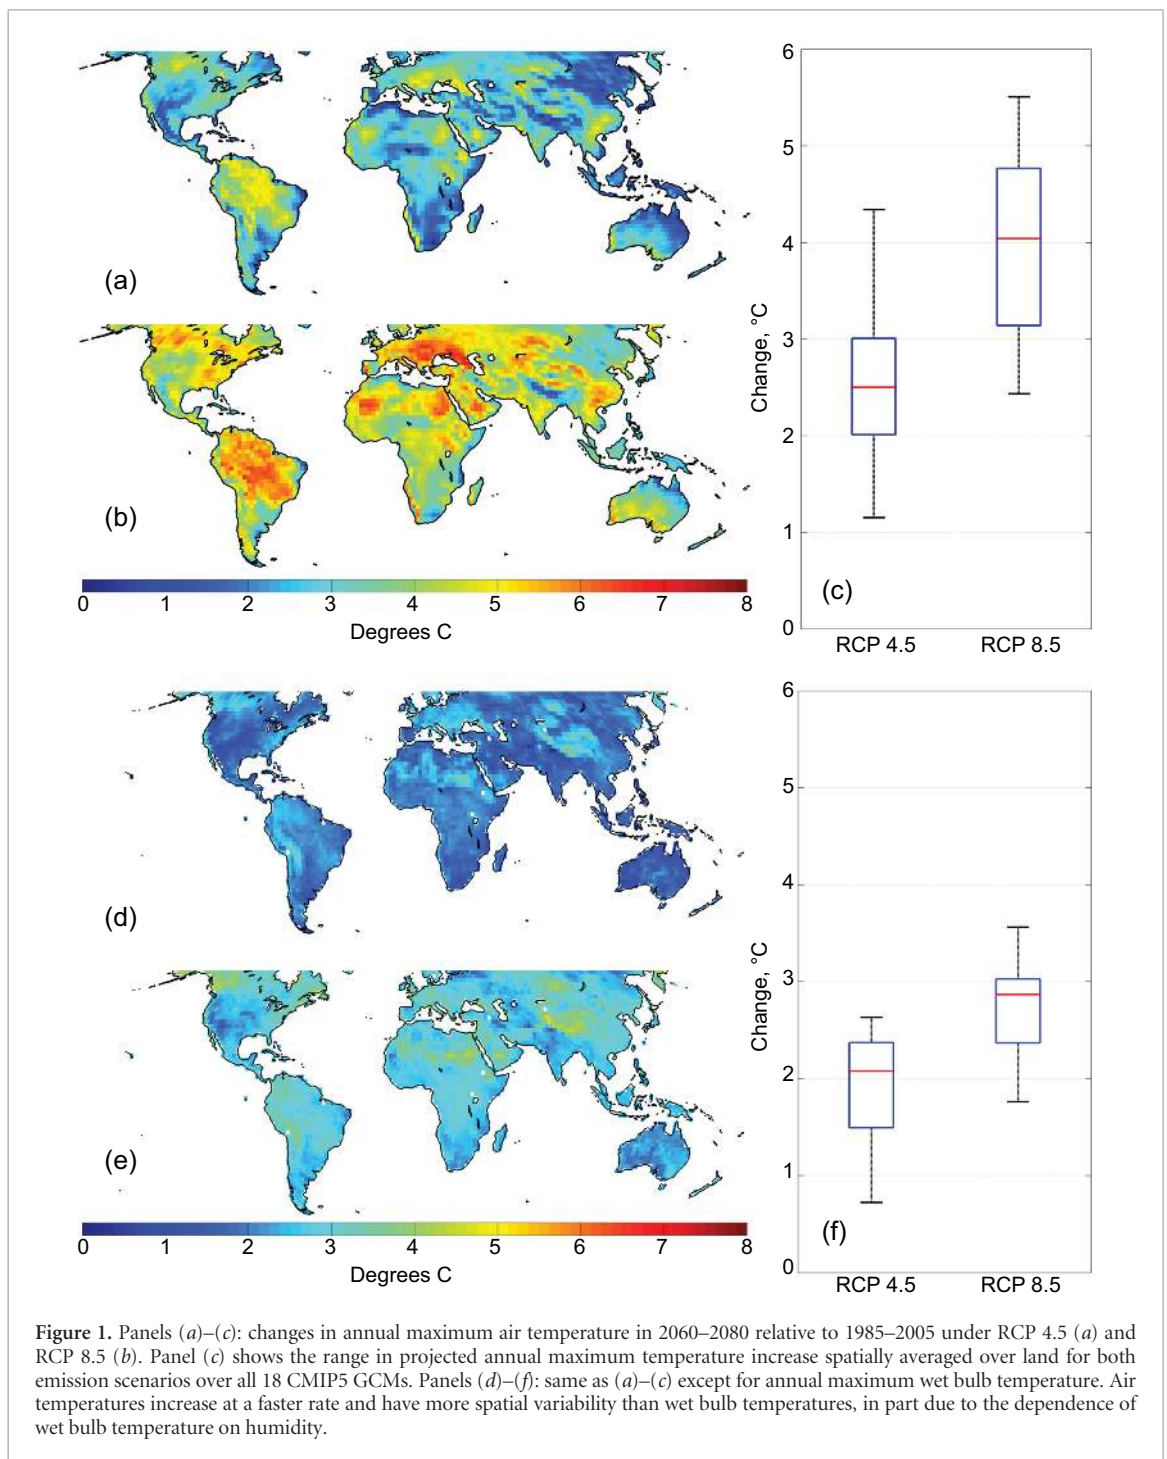 6
5
4
3
2
1
0
Change, °C
RCP 4.5
RCP 8.5
(a)
(b)
(c)
0 1 2 3 4 5 6 7 8
Degrees C
6
5
4
3
2
1
0
Change, °C
RCP 4.5
RCP 8.5
(d)
(e)
(f)
0 1 2 3 4 5 6 7 8
Degrees C
Figure 1. Panels (a)–(c): changes in annual maximum air temperature in 2060–2080 relative to 1985–2005 under RCP 4.5 (a) and
RCP 8.5 (b). Panel (c) shows the range in projected annual maximum temperature increase spatially averaged over land for both
emission scenarios over all 18 CMIP5 GCMs. Panels (d)–(f): same as (a)–(c) except for annual maximum wet bulb temperature. Air
temperatures increase at a faster rate and have more spatial variability than wet bulb temperatures, in part due to the dependence of
wet bulb temperature on humidity.